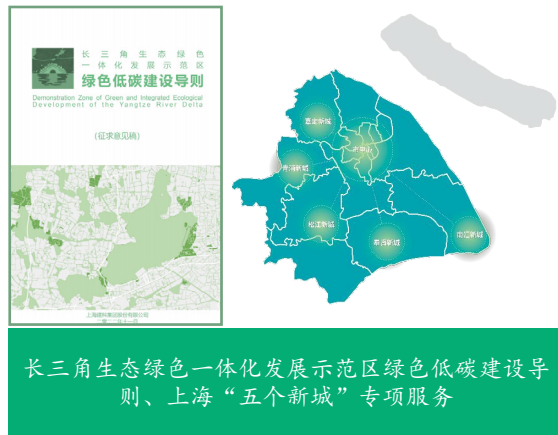 长三角生态绿色
一体化发展示范区
绿色低碳建设导则
Demonstration Zone of Green and Integrated Ecological
Development of the Yangtze River Delta
(征求意见稿)
嘉定新城
主中心
青浦新城
松江新城
奉贤新城
南汇新城
长三角生态绿色一体化发展示范区绿色低碳建设导
则、上海“五个新城”专项服务